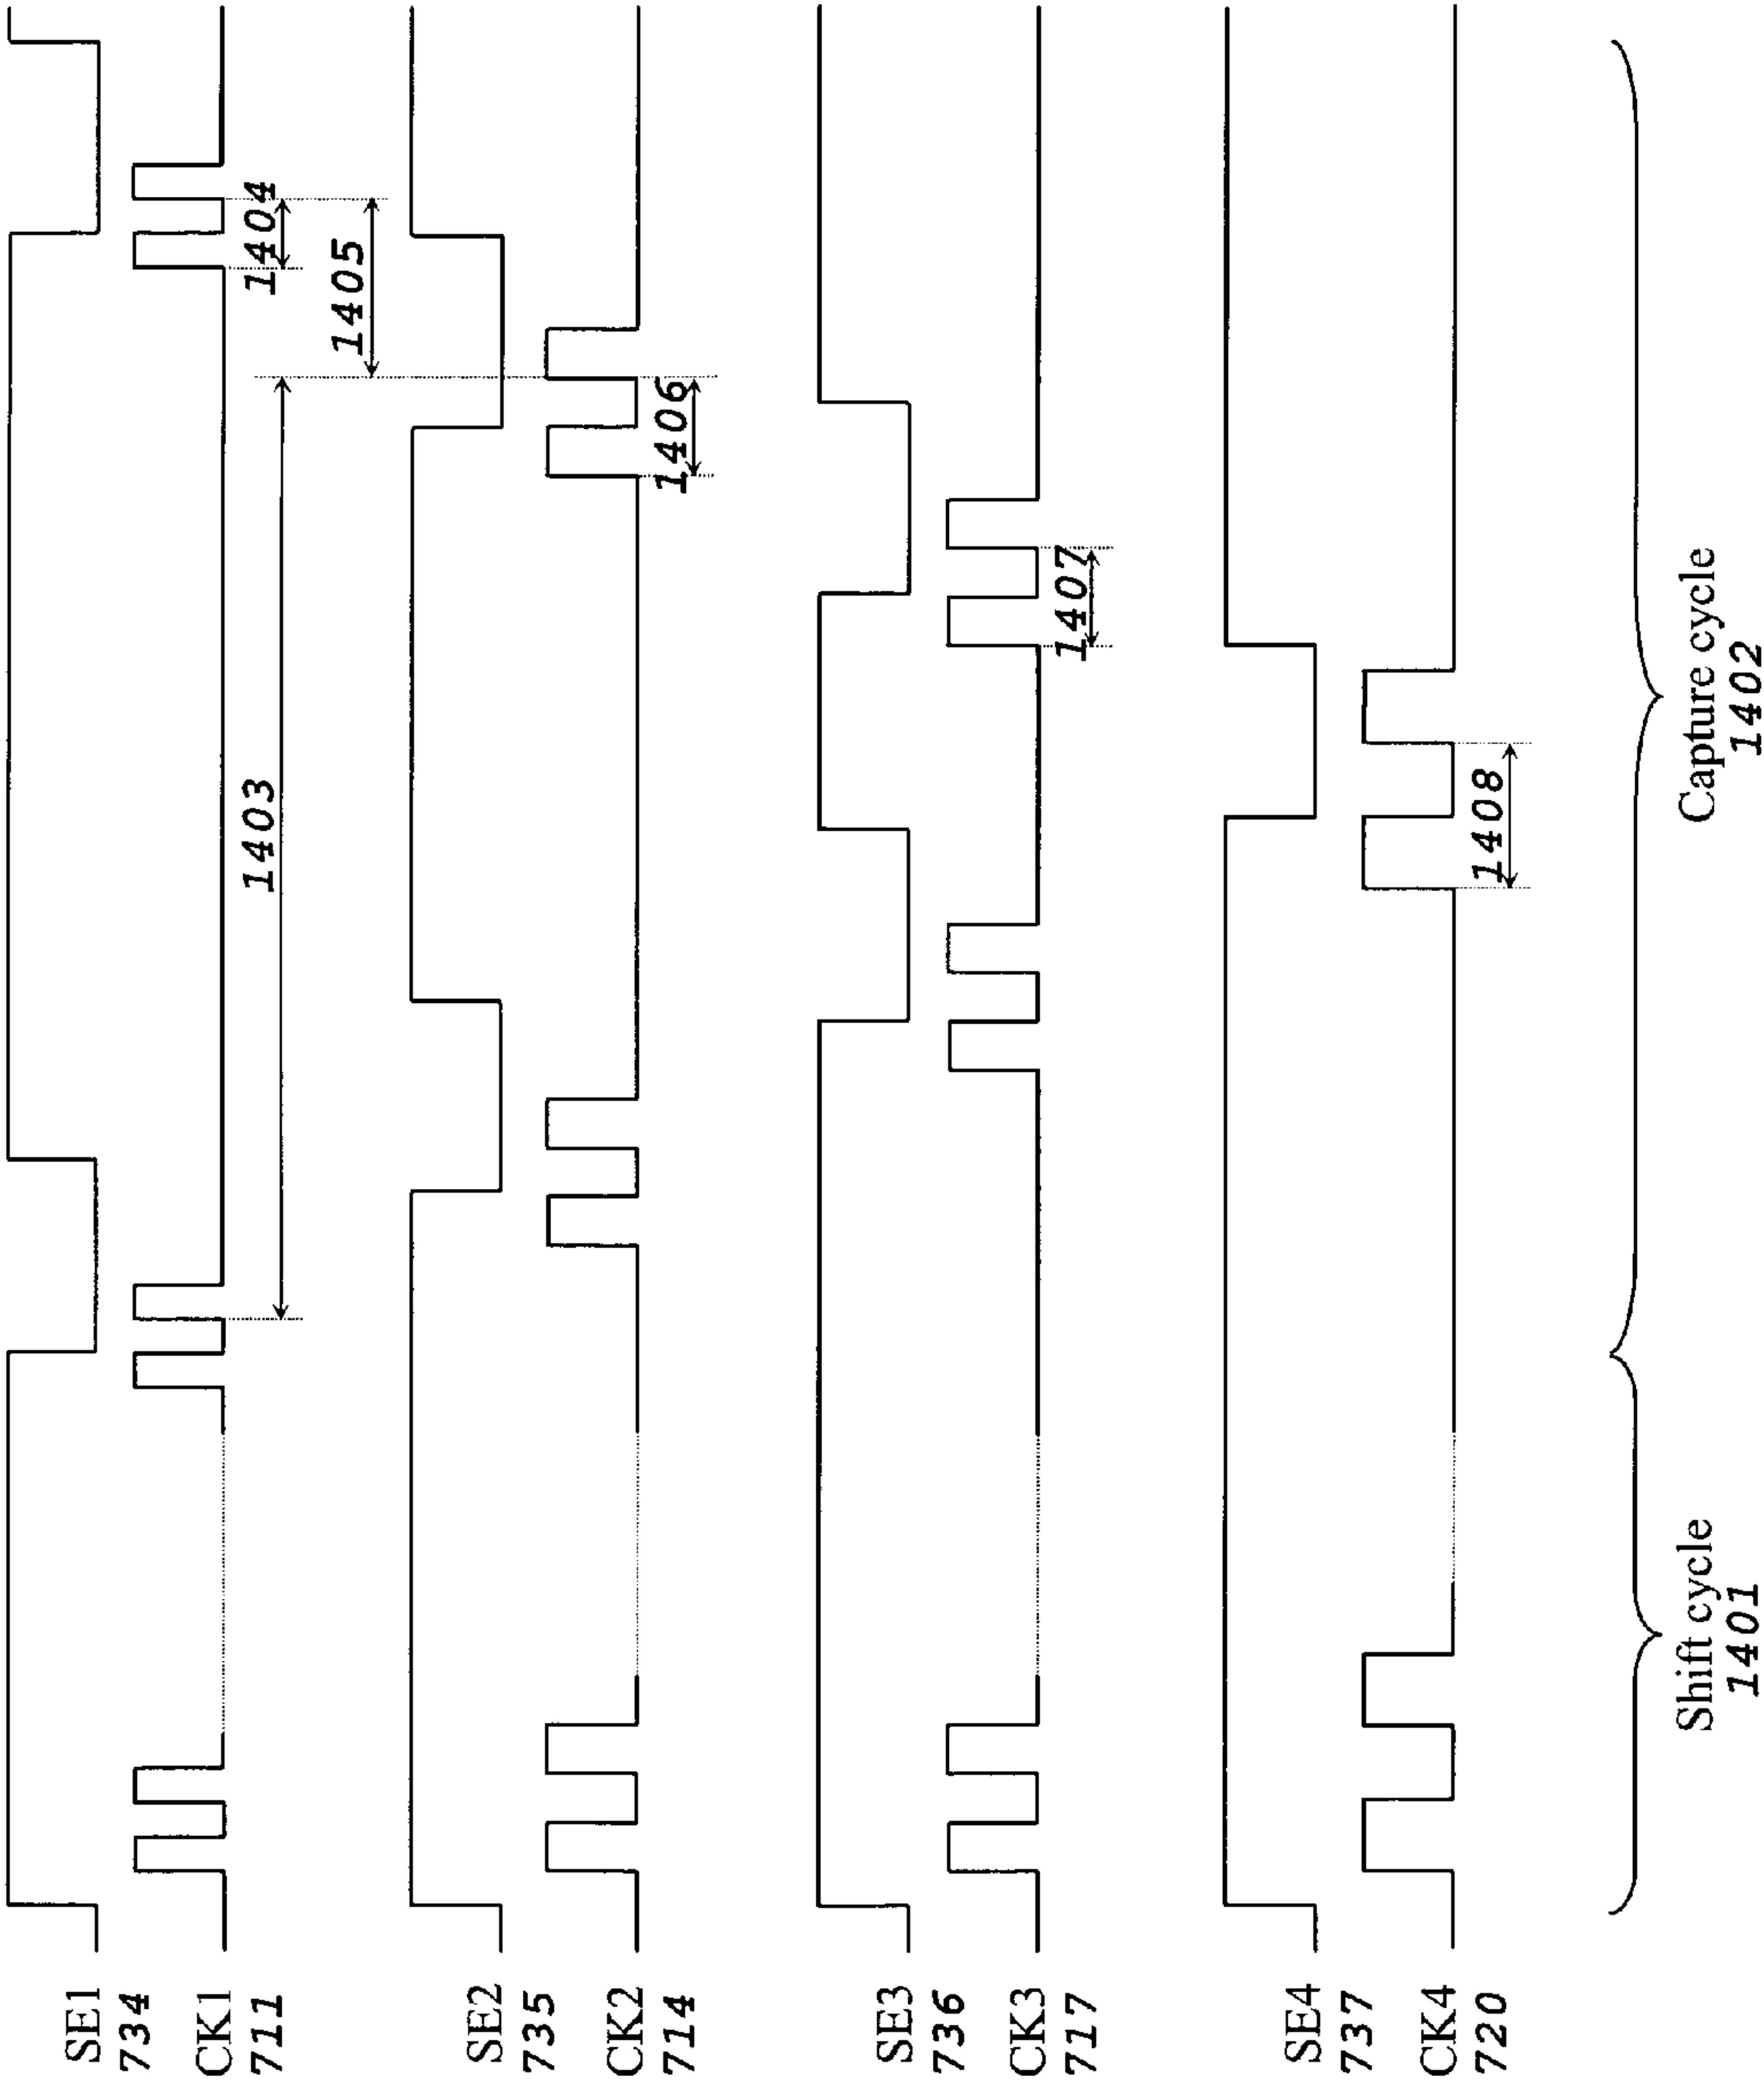 SE1
734
CK1
711
1403
1404
1405
SE2
735
CK2
714
1406
SE3
736
CK3
717
1407
SE4
737
CK4
720
1408
Shift cycle
1401
Capture cycle
1402